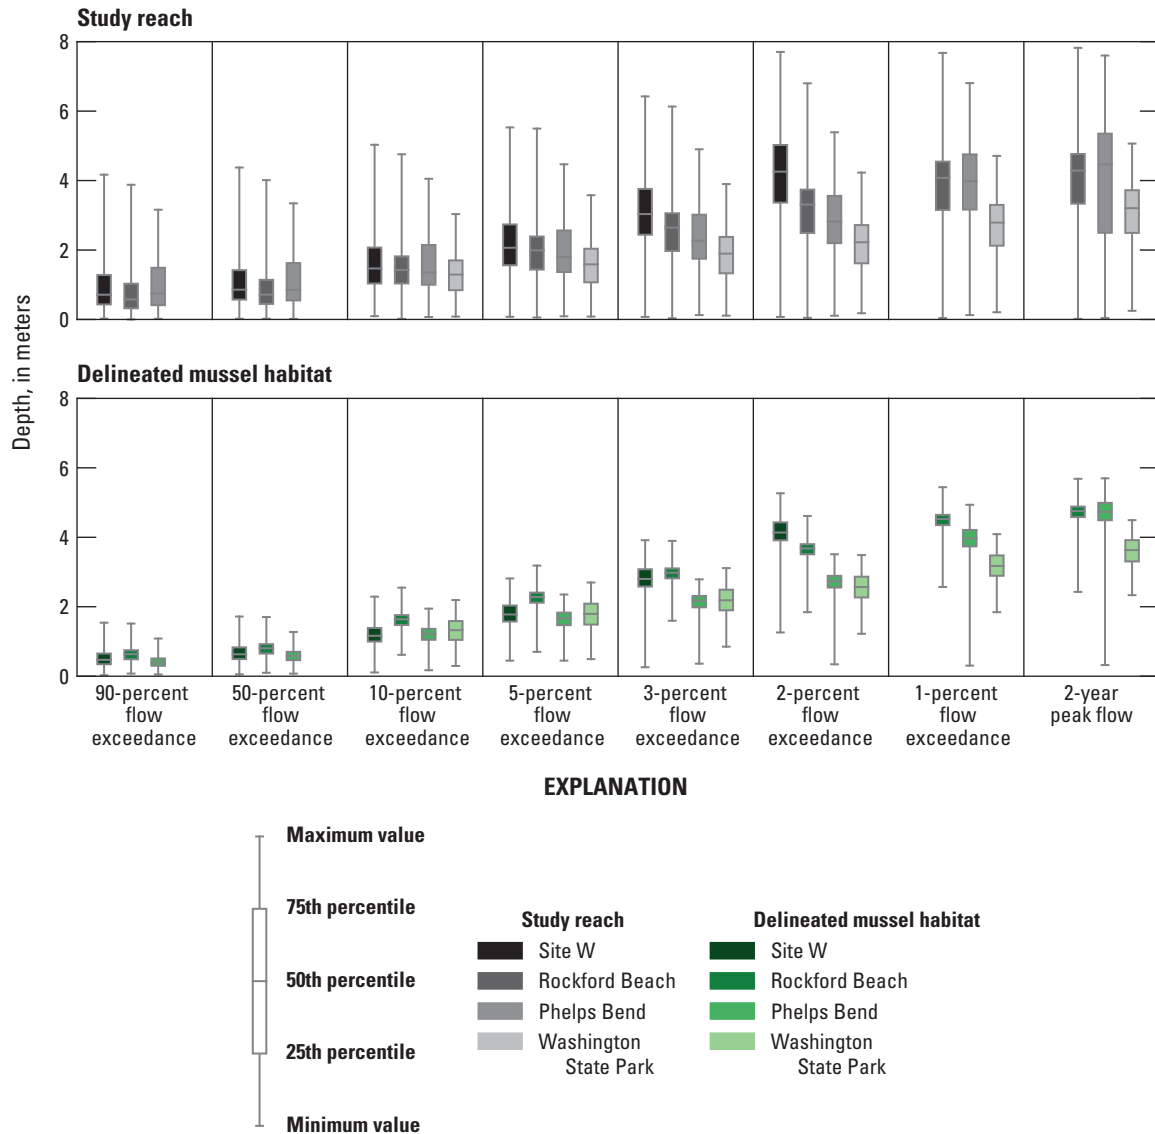 Study reach
8
6
4
2
0
Delineated mussel habitat
8
6
4
2
0
Depth, in meters
90-percent
flow
exceedance
50-percent
flow
exceedance
10-percent
flow
exceedance
5-percent
flow
exceedance
3-percent
flow
exceedance
2-percent
flow
exceedance
1-percent
flow
exceedance
2-year
peak flow
EXPLANATION
Maximum value
75th percentile
50th percentile
25th percentile
Minimum value
Study reach
Site W
Rockford Beach
Phelps Bend
Washington
State Park
Delineated mussel habitat
Site W
Rockford Beach
Phelps Bend
Washington
State Park